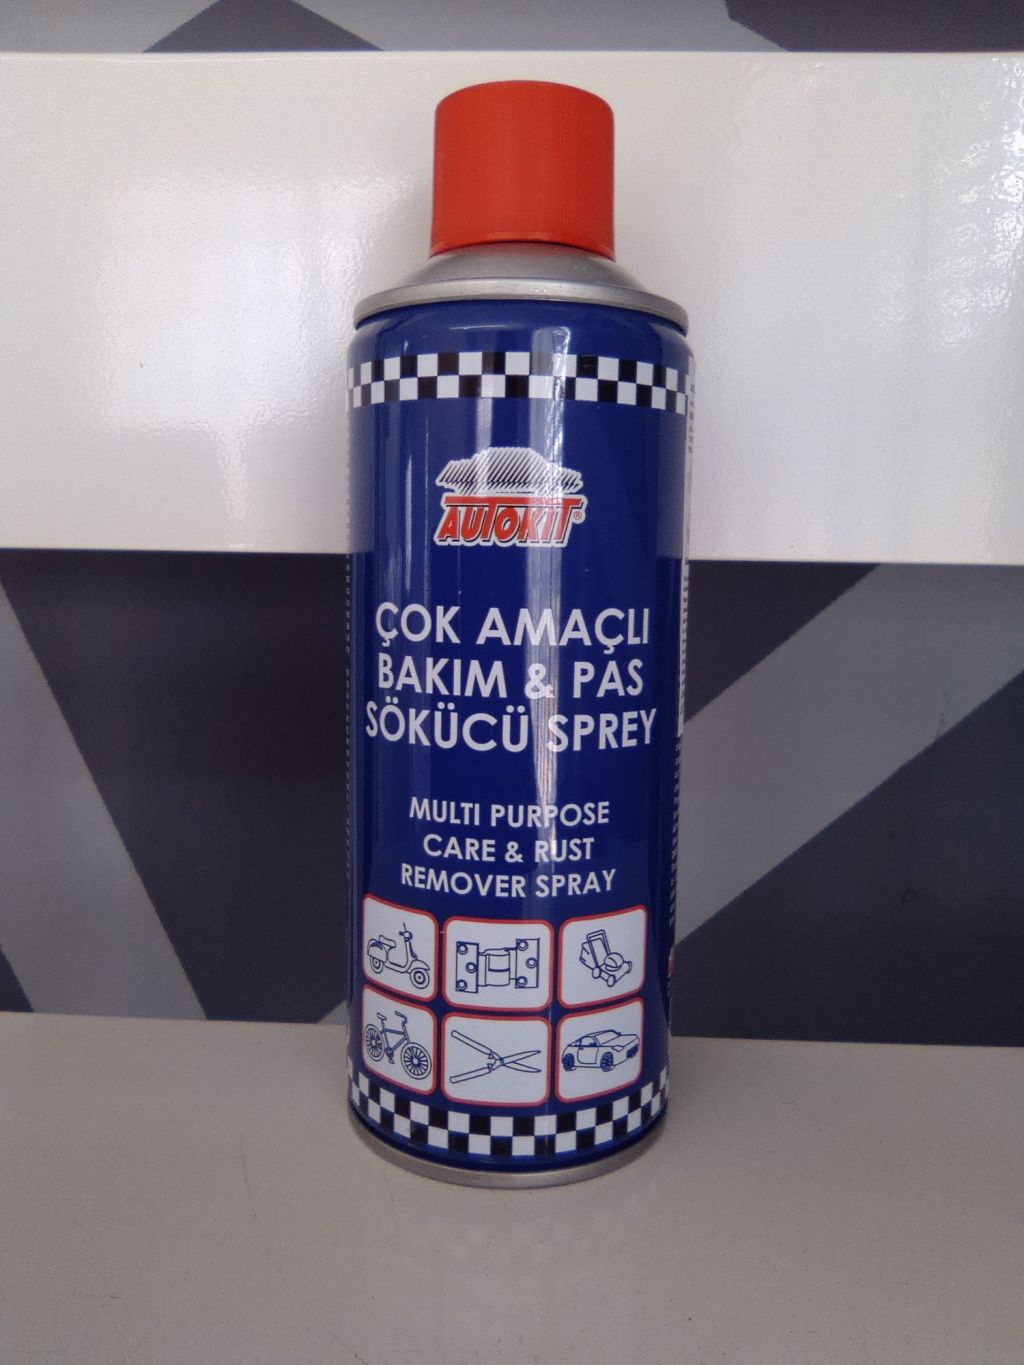 AUTOKIT®
ÇOK AMAÇLI
BAKIM & PAS
SÖKÜCÜ SPREY
MULTI PURPOSE
CARE & RUST
REMOVER SPRAY